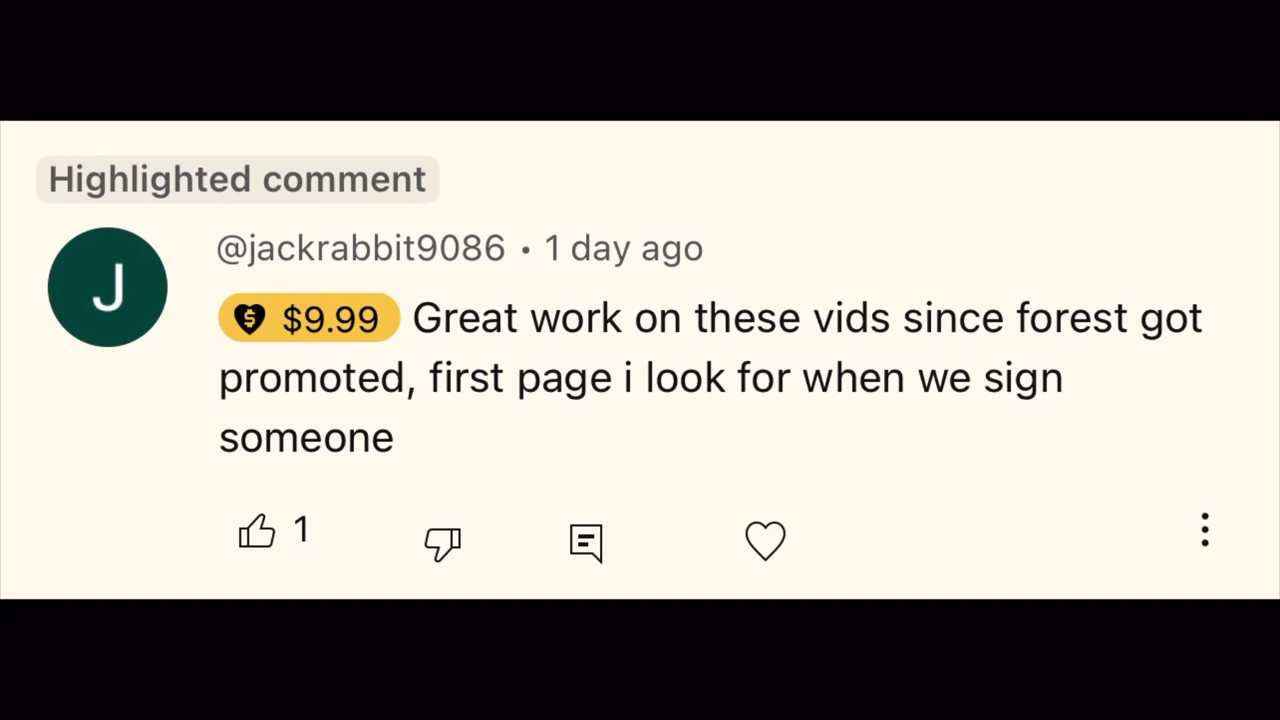 Highlighted comment
J
@jackrabbit9086 • 1 day ago
$9.99 Great work on these vids since forest got
promoted, first page i look for when we sign
someone
1